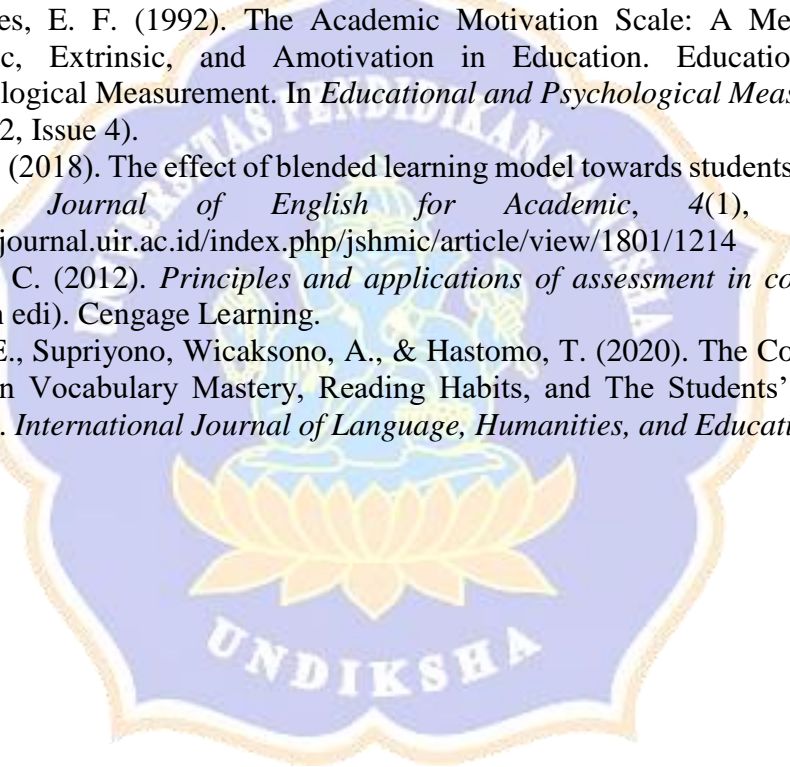 es, E. F. (1992). The Academic Motivation Scale: A Me
c, Extrinsic, and Amotivation in Education. Education
logical Measurement. In Educational and Psychological Meas
2, Issue 4).
(2018). The effect of blended learning model towards students
Journal of English for Academic, 4(1),
journal.uir.ac.id/index.php/jshmic/article/view/1801/1214
C. (2012). Principles and applications of assessment in co
n edi). Cengage Learning.
E., Supriyono, Wicaksono, A., & Hastomo, T. (2020). The Co
n Vocabulary Mastery, Reading Habits, and The Students’
. International Journal of Language, Humanities, and Educati
UNIVERSITAS PENDIDIKAN GANESHA
UNDIKSHA